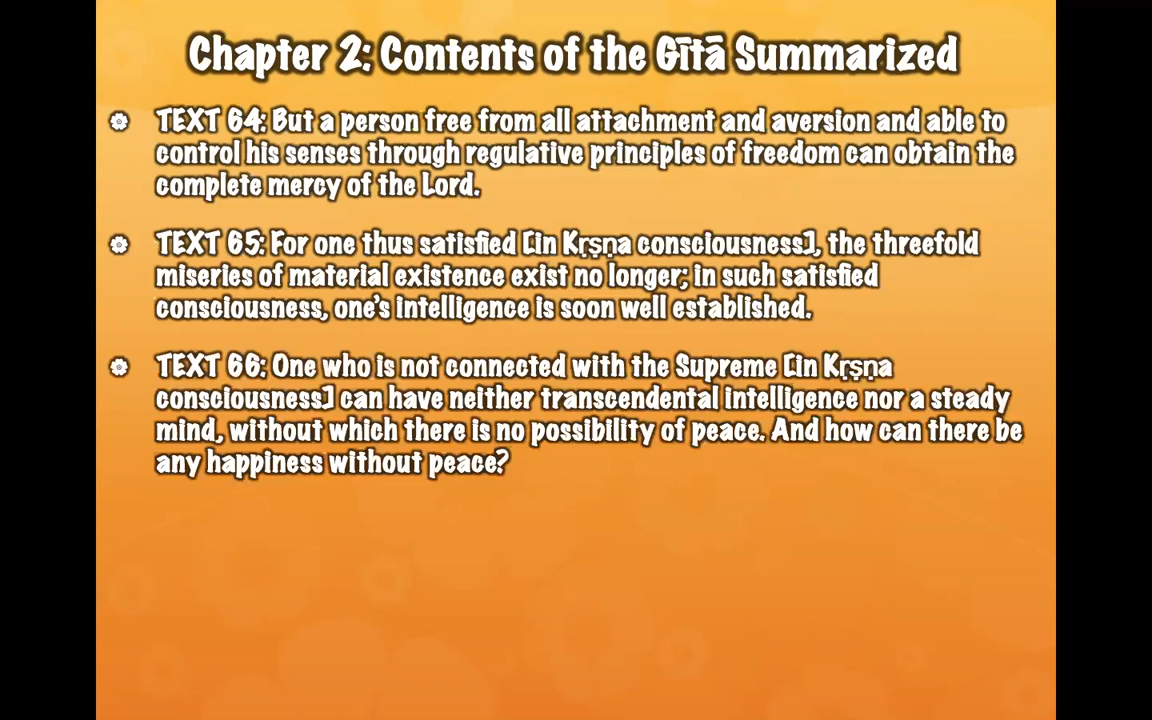 Chapter 2: Contents of the Gītā Summarized
TEXT 64: But a person free from all attachment and aversion and able to
control his senses through regulative principles of freedom can obtain the
complete mercy of the Lord.
TEXT 65: For one thus satisfied [in Kṛṣṇa consciousness], the threefold
miseries of material existence exist no longer; in such satisfied
consciousness, one’s intelligence is soon well established.
TEXT 66: One who is not connected with the Supreme [in Kṛṣṇa
consciousness] can have neither transcendental intelligence nor a steady
mind, without which there is no possibility of peace. And how can there be
any happiness without peace?